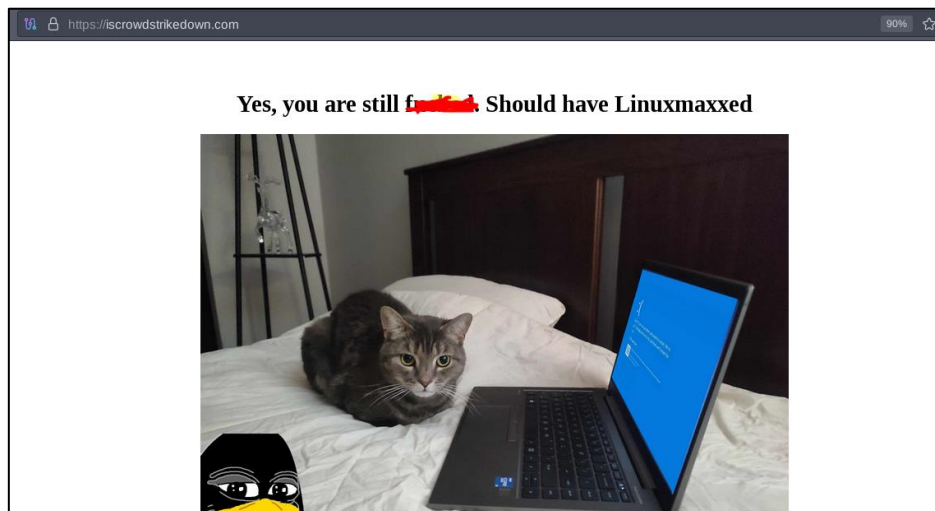 https://iscrowdstrikedown.com
90%
Yes, you are still. Should have Linuxmaxxed